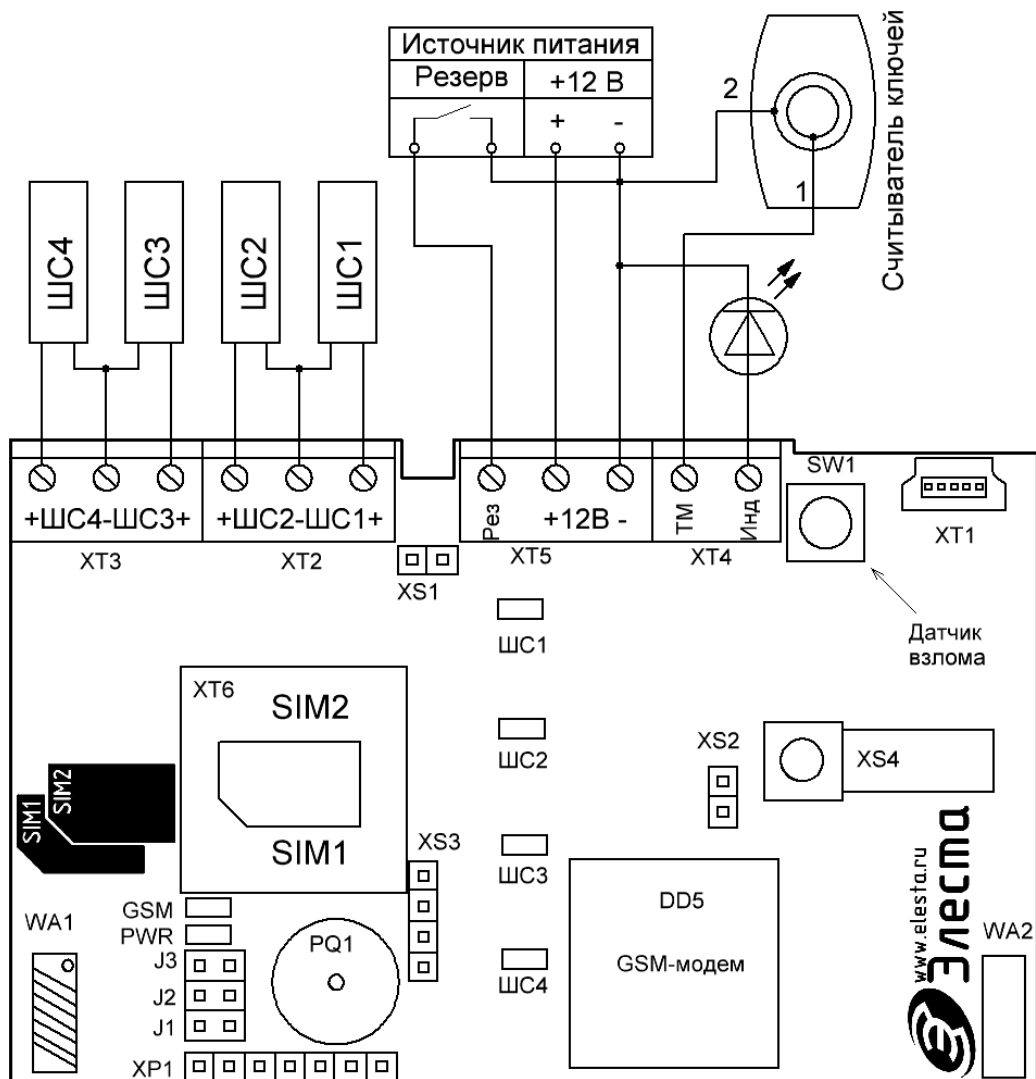 Источник питания
Резерв +12 В
+ -
2
1
Считыватель ключей
ШС4
ШС3
ШС2
ШС1
+ШС4-ШС3+
+ШС2-ШС1+
Рез
+12В -
ТМ
Инд
SW1
XT1
XT3
XT2
XS1
XT5
XT4
Датчик
взлома
ШС1
XT6
SIM2
SIM1
ШС2
XS2
XS4
SIM1
SIM2
XS3
ШС3
GSM
PWR
WA1
J3
J2
J1
PQ1
DD5
GSM-модем
ШС4
www.elesta.ru
Элеста
WA2
XP1